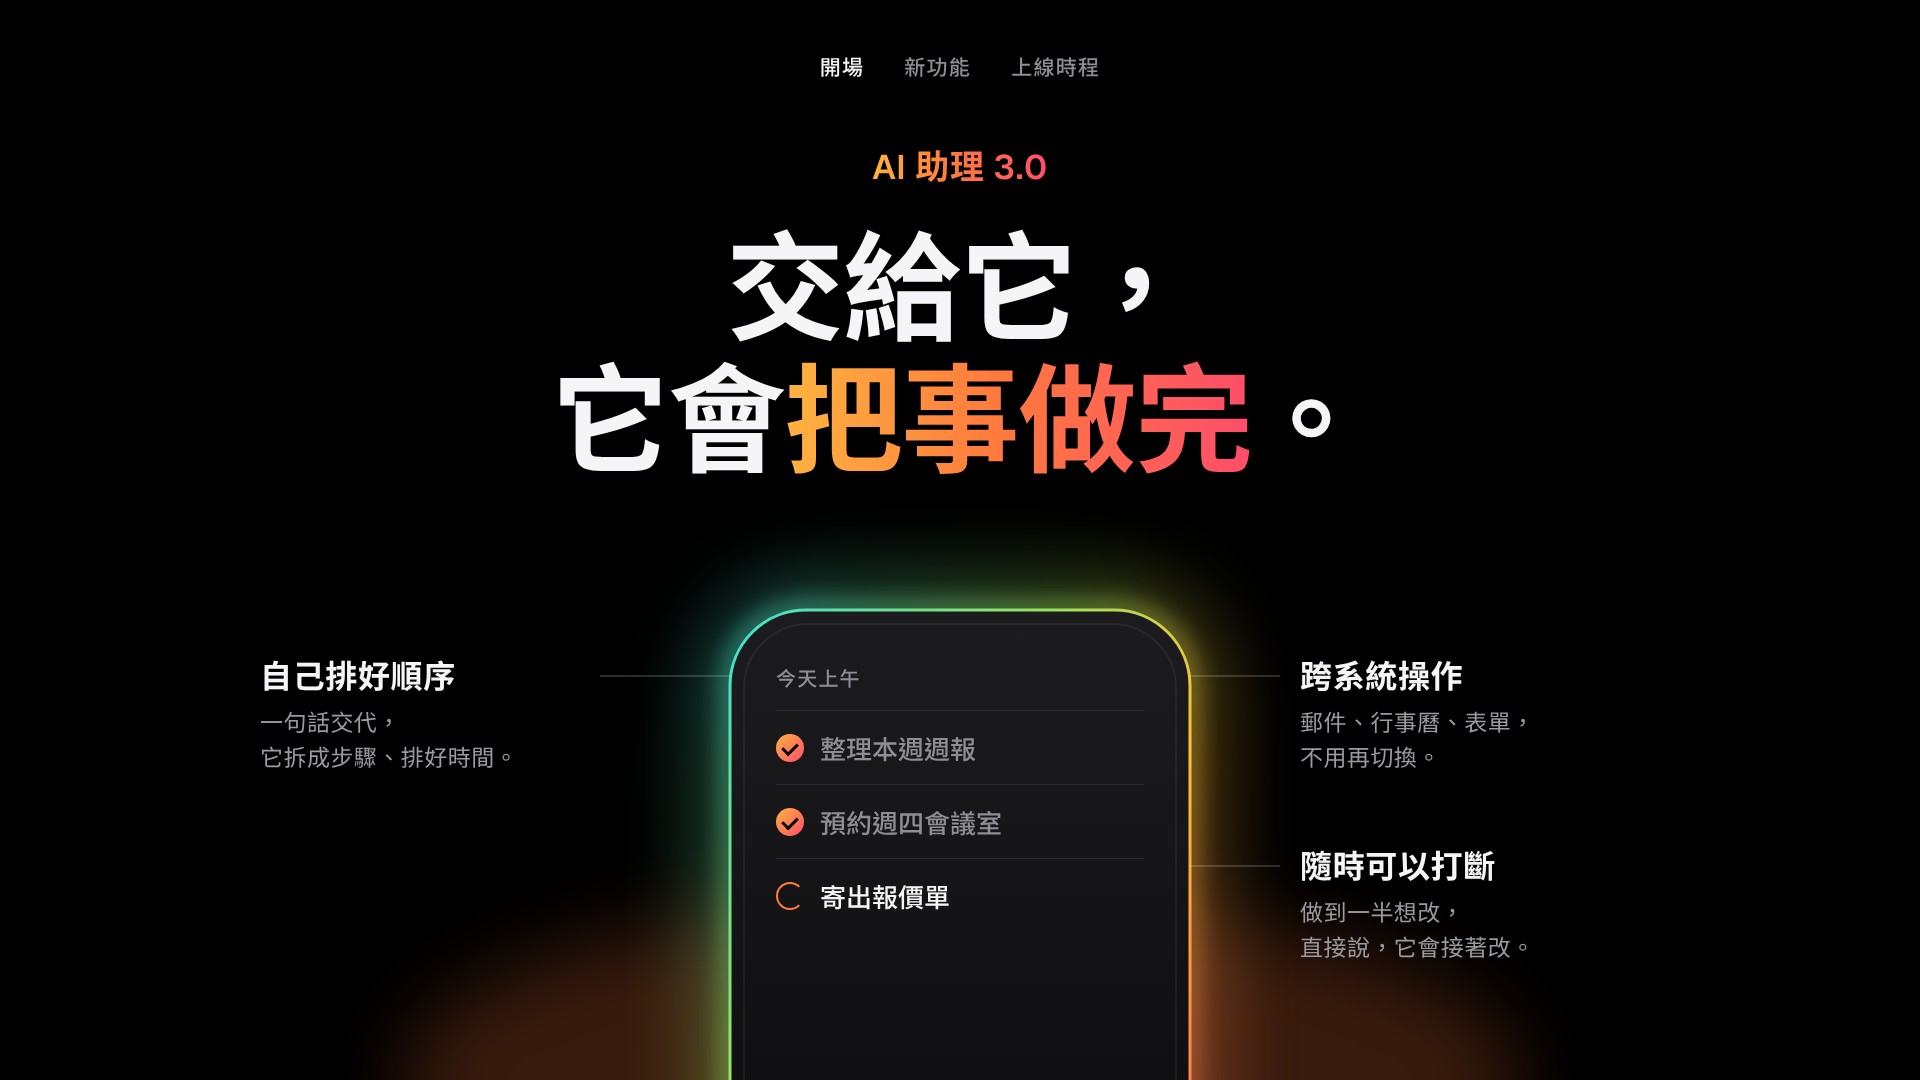 開場
新功能
上線時程
AI 助理 3.0
交給它，
它會把事做完。
自己排好順序
一句話交代，
它拆成步驟、排好時間。
今天上午
整理本週週報
預約週四會議室
寄出報價單
跨系統操作
郵件、行事曆、表單，
不用再切換。
隨時可以打斷
做到一半想改，
直接說，它會接著改。